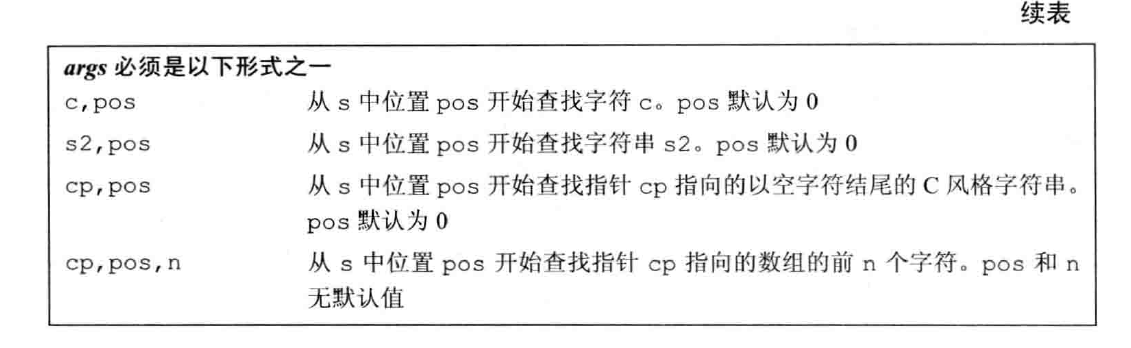 续表
args 必须是以下形式之一
c,pos 从 s 中位置 pos 开始查找字符 c。pos 默认为 0
s2,pos 从 s 中位置 pos 开始查找字符串 s2。pos 默认为 0
cp,pos 从 s 中位置 pos 开始查找指针 cp 指向的以空字符结尾的 C 风格字符串。
pos 默认为 0
cp,pos,n 从 s 中位置 pos 开始查找指针 cp 指向的数组的前 n 个字符。pos 和 n
无默认值